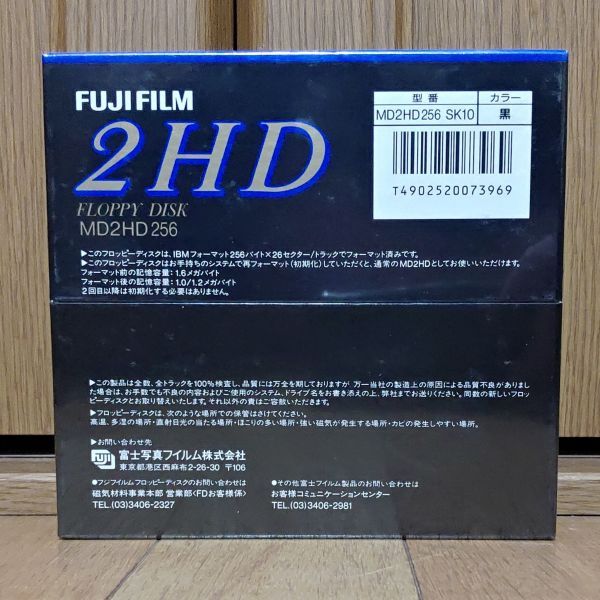 FUJI FILM
2HD
FLOPPY DISK
MD2HD256
型番 カラー
MD2HD256 SK10 黒
T4902520073969
▶このフロッピーディスクは、IBMフォーマット256バイト×26セクター/トラックでフォーマット済みです。
▶このフロッピーディスクはお手持ちのシステムで再フォーマット(初期化)していただくと、通常のMD2HDとしてお使いいただけます。
フォーマット前の記憶容量:1.6メガバイト
フォーマット後の記憶容量:1.0/1.2メガバイト
2回目以降は初期化する必要はありません。
▶この製品は全数、全トラックを100%検査し、品質には万全を期しておりますが、万一当社の製造上の原因による品質不良がありまし
た場合は、お手数でも不良の内容およびご使用のシステム、ドライブ名をお書き添えの上、弊社までお送りください。同数の新しいフロッ
ピーディスクとお取り替えいたします。それ以外の責はご容赦いただきます。
▶フロッピーディスクは、次のような場所での保管はさけてください。
高温、多湿の場所・直射日光の当たる場所・ほこりの多い場所・強い磁気が発生する場所・カビの発生しやすい場所。
▶お問い合わせ先
FUJI 富士写真フイルム株式会社
東京都港区西麻布2-26-30 〒106
●フジフイルムフロッピーディスクのお問い合わせは
磁気材料事業本部 営業部<FDお客様係>
TEL.(03)3406-2327
●その他富士フイルム製品のお問い合わせは
お客様コミュニケーションセンター
TEL.(03)3406-2981